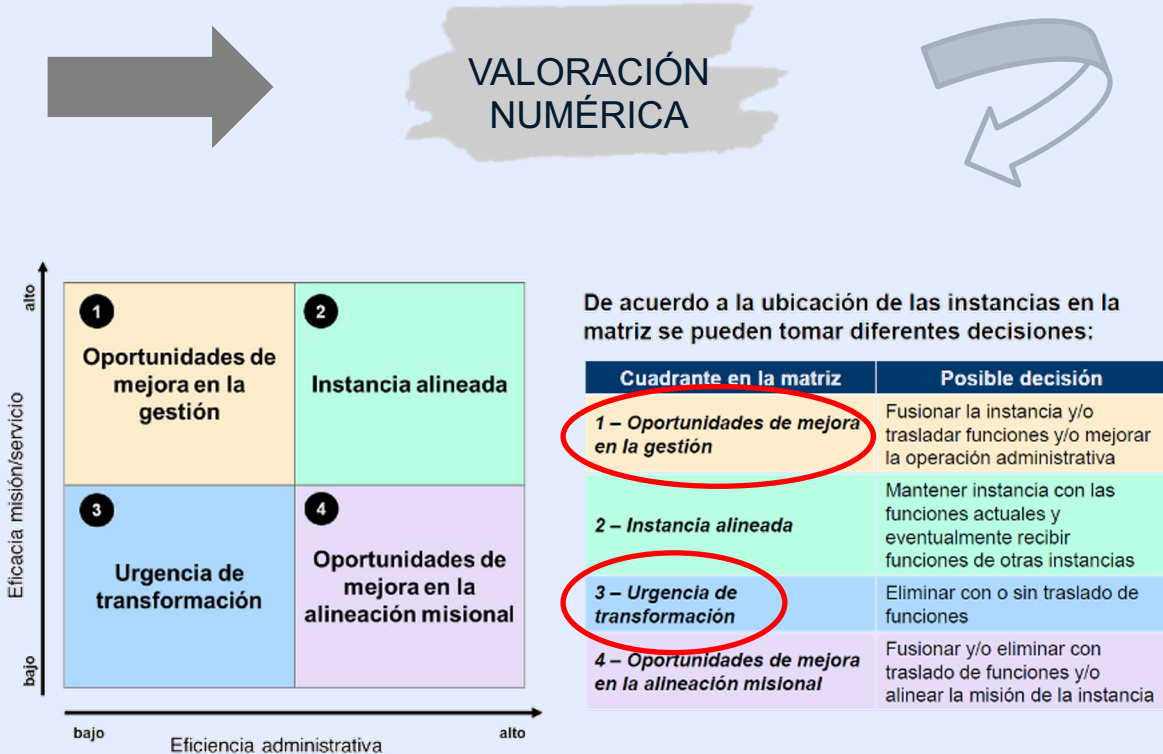 VALORACIÓN
NUMÉRICA
alto
Eficacia misión/servicio
bajo
1
Oportunidades de
mejora en la
gestión
2
Instancia alineada
3
Urgencia de
transformación
4
Oportunidades de
mejora en la
alineación misional
bajo
Eficiencia administrativa
alto
De acuerdo a la ubicación de las instancias en la
matriz se pueden tomar diferentes decisiones:
Cuadrante en la matriz
Posible decisión
1 – Oportunidades de mejora
en la gestión
Fusionar la instancia y/o
trasladar funciones y/o mejorar
la operación administrativa
2 – Instancia alineada
Mantener instancia con las
funciones actuales y
eventualmente recibir
funciones de otras instancias
3 – Urgencia de
transformación
Eliminar con o sin traslado de
funciones
4 – Oportunidades de mejora
en la alineación misional
Fusionar y/o eliminar con
traslado de funciones y/o
alinear la misión de la instancia